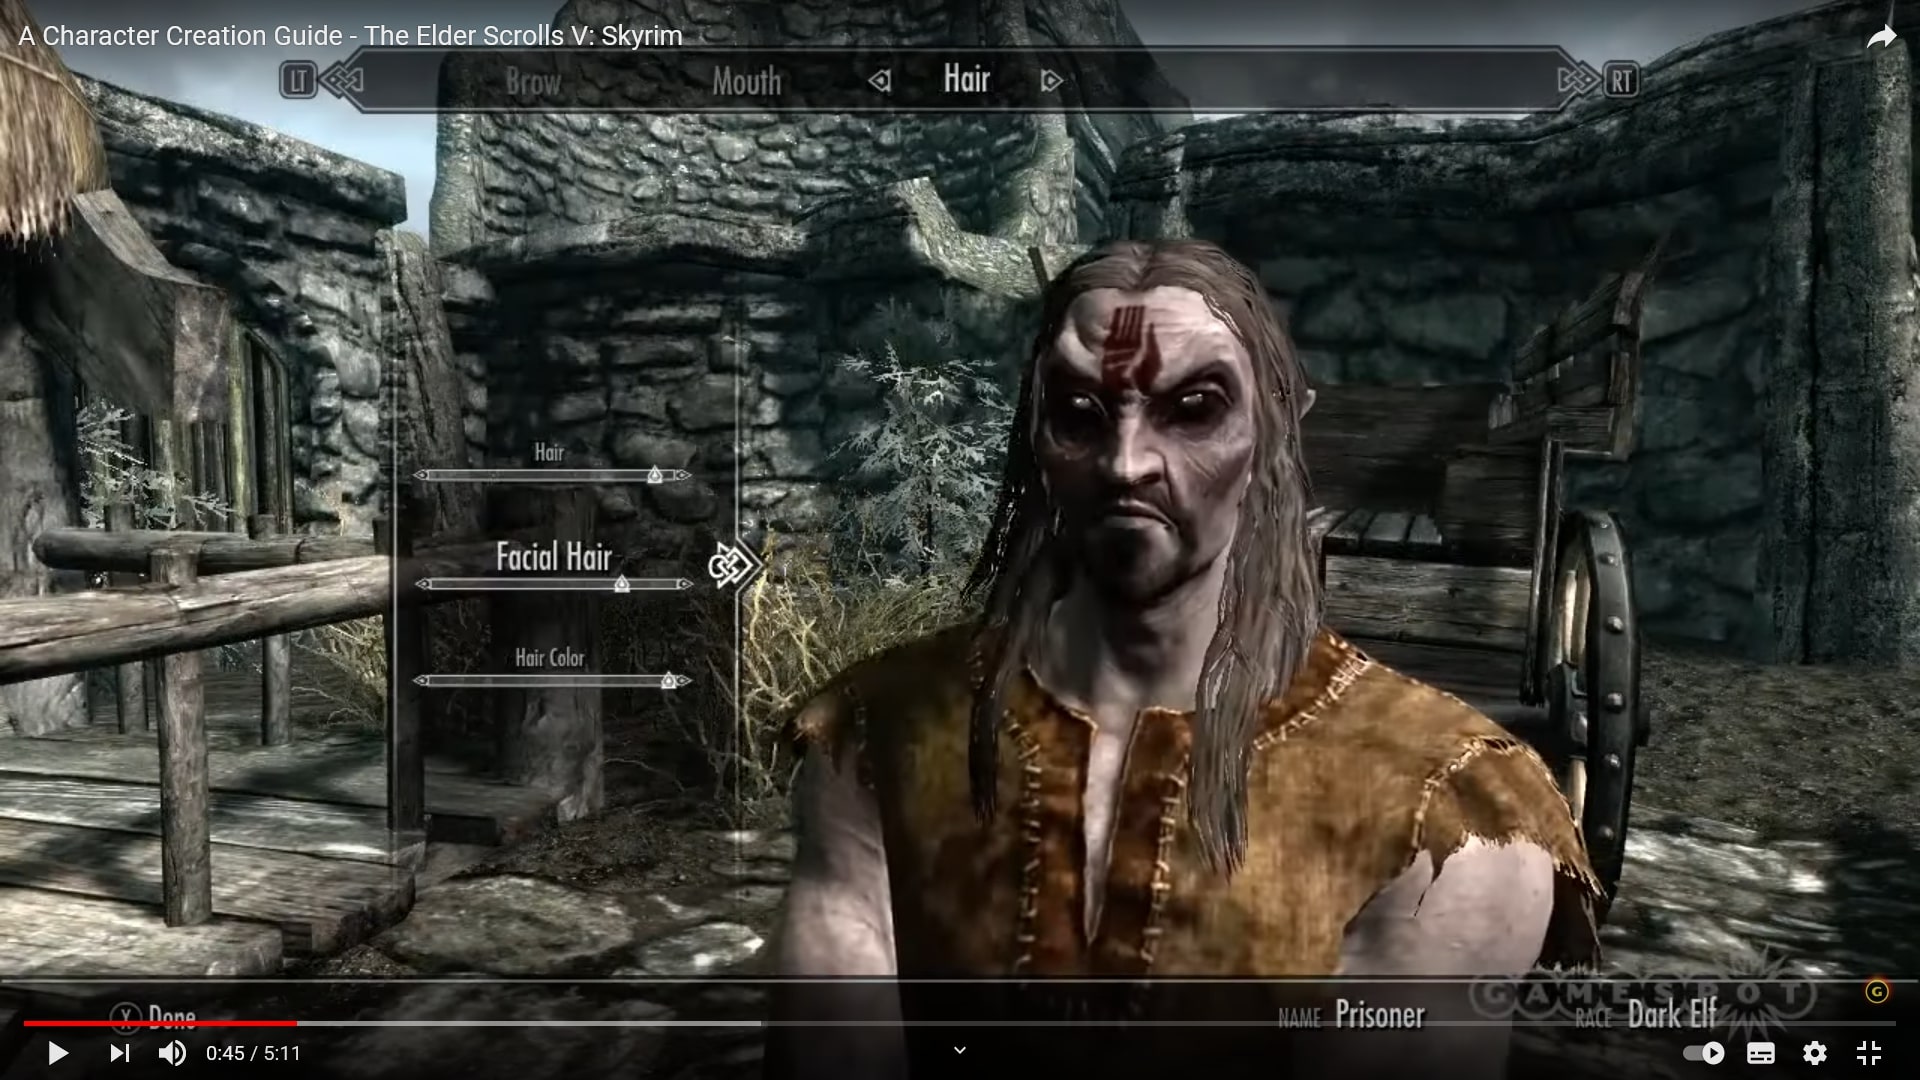 A Character Creation Guide - The Elder Scrolls V: Skyrim
LT Brow Mouth Hair RT
Hair
Facial Hair
Hair Color
GAMESPOT
X Done
NAME Prisoner RACE Dark Elf
G
0:45 / 5:11